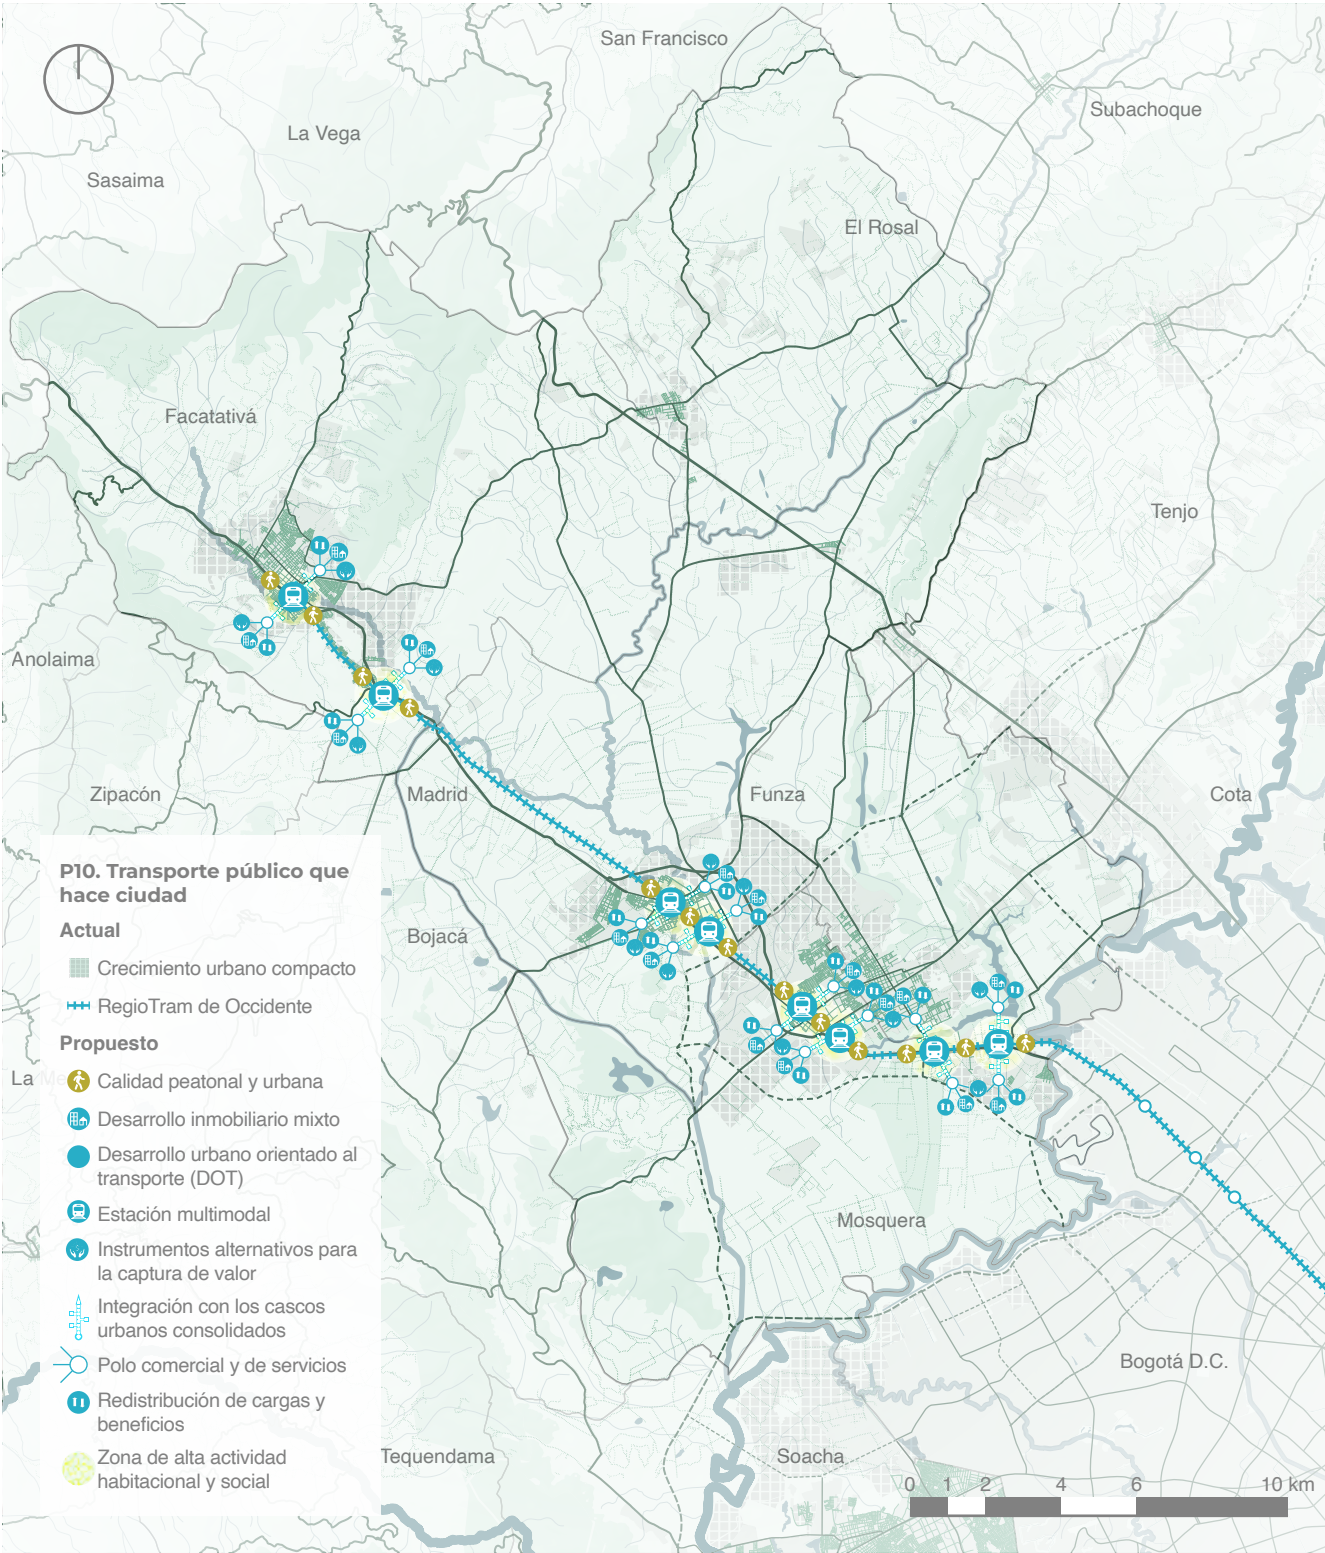 San Francisco
Subachoque
La Vega
Sasaima
El Rosal
Facatativá
Tenjo
Anolaima
Zipacón
Madrid
Funza
Cota
P10. Transporte público que
hace ciudad
Actual
Crecimiento urbano compacto
RegioTram de Occidente
Propuesto
Calidad peatonal y urbana
Desarrollo inmobiliario mixto
Desarrollo urbano orientado al
transporte (DOT)
Estación multimodal
Instrumentos alternativos para
la captura de valor
Integración con los cascos
urbanos consolidados
Polo comercial y de servicios
Redistribución de cargas y
beneficios
Zona de alta actividad
habitacional y social
Bojacá
La
Mosquera
Bogotá D.C.
Tequendama
Soacha
0 1 2 4 6 10 km